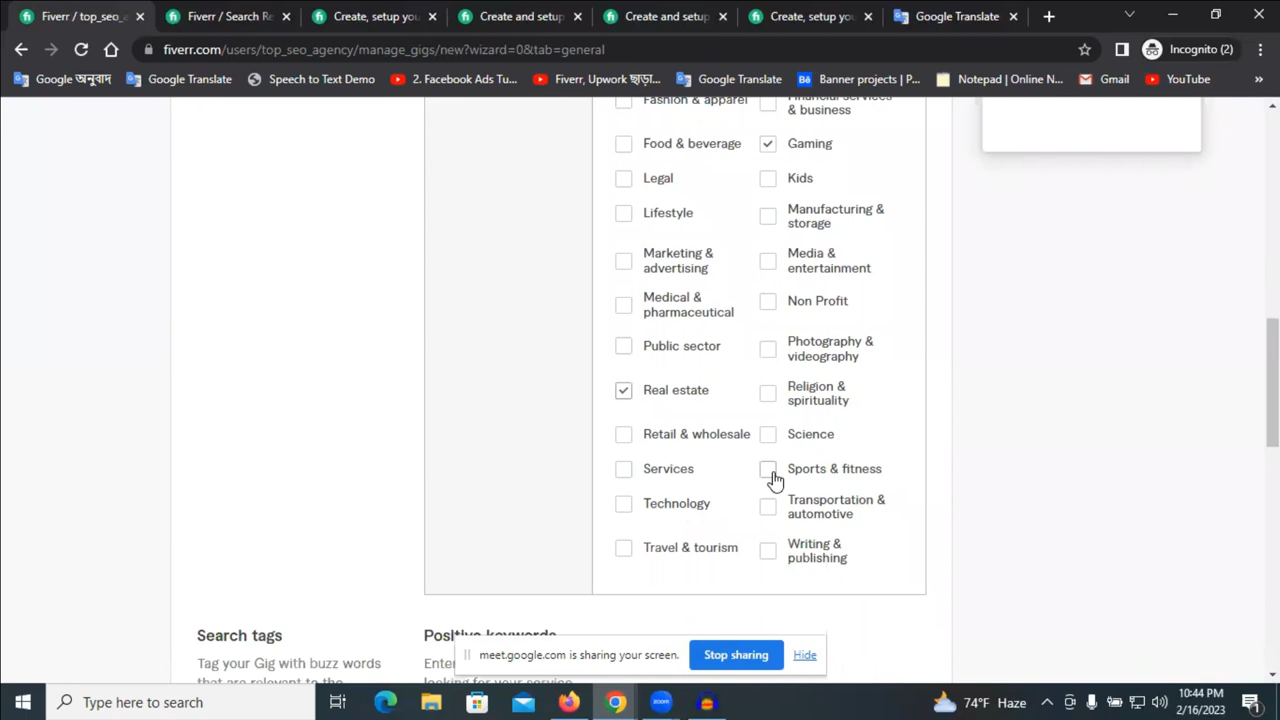 Fiverr / top_seo_a
Fiverr / Search Re
Create, setup you
Create and setup
Create and setup
Create, setup you
Google Translate
fiverr.com/users/top_seo_agency/manage_gigs/new?wizard=0&tab=general
Incognito (2)
Google অনুবাদ
Google Translate
Speech to Text Demo
2. Facebook Ads Tu...
Fiverr, Upwork ছাড়া...
Google Translate
Banner projects | P...
Notepad | Online N...
Gmail
YouTube
»
Fashion & apparel
Financial services
& business
Food & beverage
Gaming
Legal
Kids
Lifestyle
Manufacturing &
storage
Marketing &
advertising
Media &
entertainment
Medical &
pharmaceutical
Non Profit
Public sector
Photography &
videography
Real estate
Religion &
spirituality
Retail & wholesale
Science
Services
Sports & fitness
Technology
Transportation &
automotive
Travel & tourism
Writing &
publishing
Search tags
Positive keywords
Tag your Gig with buzz words
that are relevant to the
meet.google.com is sharing your screen.
Stop sharing
Hide
Type here to search
74°F Haze
10:44 PM
2/16/2023